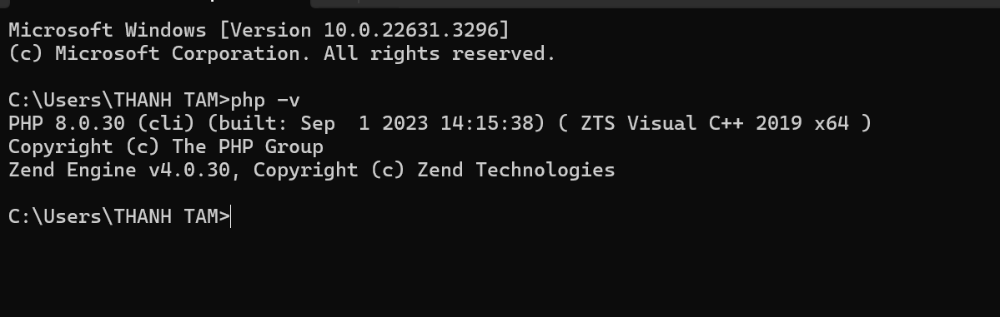 Microsoft Windows [Version 10.0.22631.3296]
(c) Microsoft Corporation. All rights reserved.
C:\Users\THANH TAM>php -v
PHP 8.0.30 (cli) (built: Sep  1 2023 14:15:38) ( ZTS Visual C++ 2019 x64 )
Copyright (c) The PHP Group
Zend Engine v4.0.30, Copyright (c) Zend Technologies
C:\Users\THANH TAM>